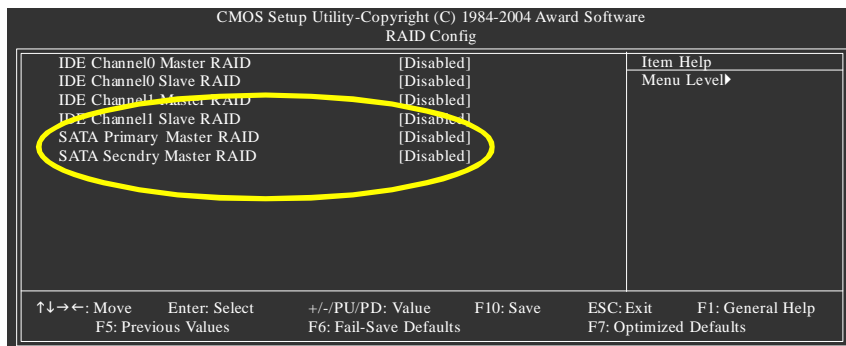 CMOS Setup Utility-Copyright (C) 1984-2004 Award Software
RAID Config
IDE Channel0 Master RAID [Disabled]
IDE Channel0 Slave RAID [Disabled]
IDE Channel1 Master RAID [Disabled]
IDE Channel1 Slave RAID [Disabled]
SATA Primary Master RAID [Disabled]
SATA Secndry Master RAID [Disabled]
Item Help
Menu Level▶
↑↓→←: Move Enter: Select +/-/PU/PD: Value F10: Save ESC: Exit F1: General Help
F5: Previous Values F6: Fail-Save Defaults F7: Optimized Defaults